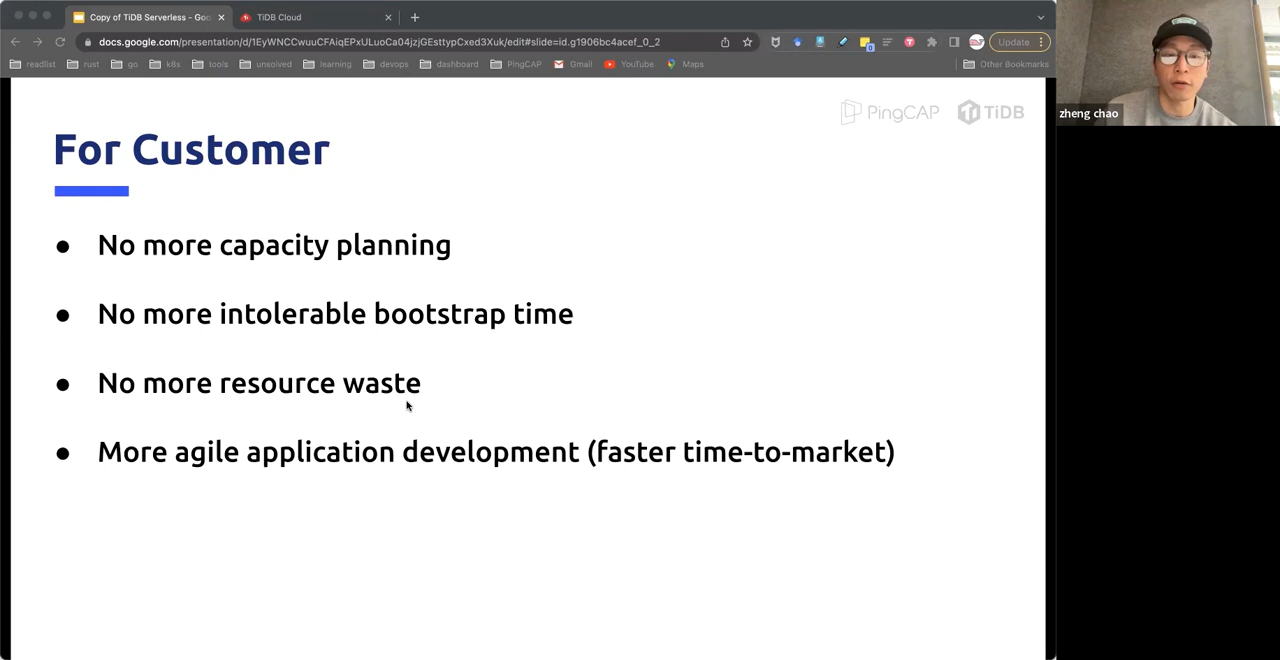 Copy of TiDB Serverless - Goo
TiDB Cloud
docs.google.com/presentation/d/1EyWNCCwuuCFAiqEPxULuoCa04jzjGEsttypCxed3Xuk/edit#slide=id.g1906bc4acef_0_2
0
Update
readlist
rust
go
k8s
tools
unsolved
learning
devops
dashboard
PingCAP
Gmail
YouTube
Maps
Other Bookmarks
PingCAP
TiDB
zheng chao
For Customer
● No more capacity planning
● No more intolerable bootstrap time
● No more resource waste
● More agile application development (faster time-to-market)